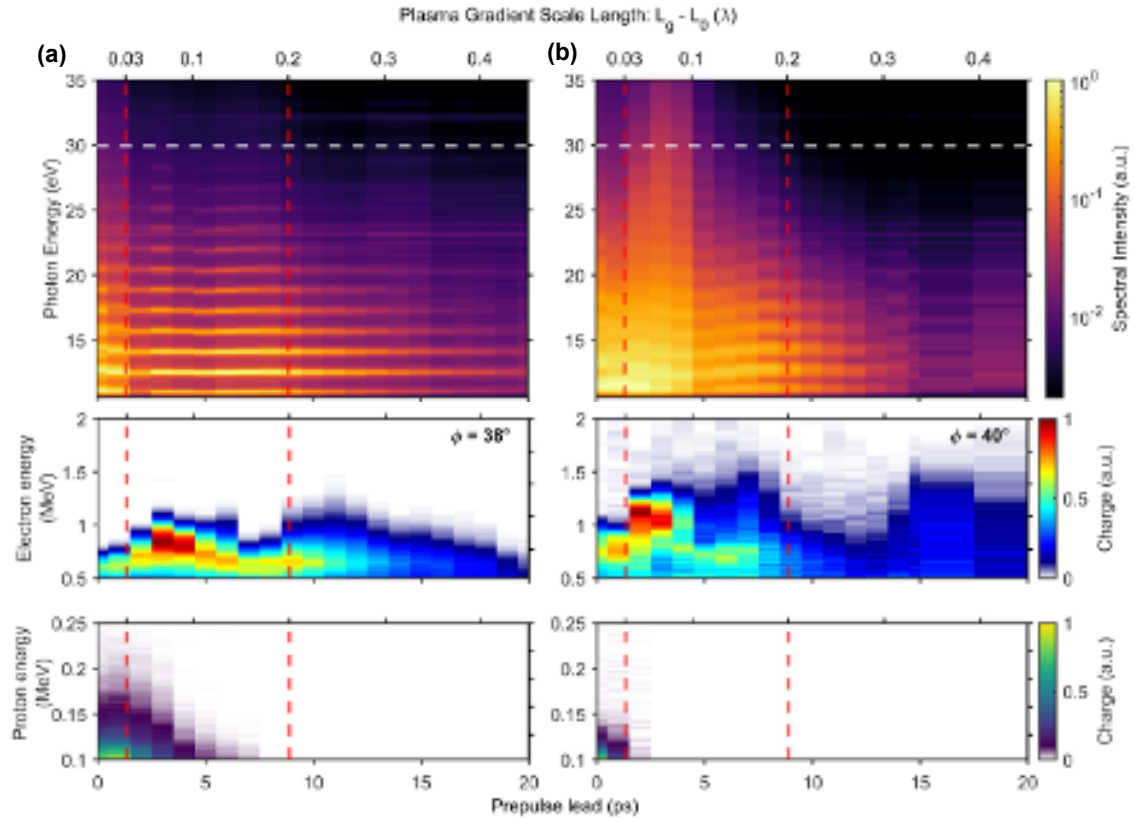 Plasma Gradient Scale Length: L_g - L_0 (λ)
(a)
(b)
0.03 0.1 0.2 0.3 0.4
0.03 0.1 0.2 0.3 0.4
35
30
25
20
15
Photon Energy (eV)
10^0
10^-1
10^-2
Spectral Intensity (a.u.)
2
1.5
1
0.5
Electron energy
(MeV)
ϕ = 38°
2
1.5
1
0.5
ϕ = 40°
1
0.5
0
Charge (a.u.)
0.25
0.2
0.15
0.1
Proton energy
(MeV)
0.25
0.2
0.15
0.1
1
0.5
0
Charge (a.u.)
0 5 10 15 20
0 5 10 15 20
Prepulse lead (ps)
35
30
25
20
15